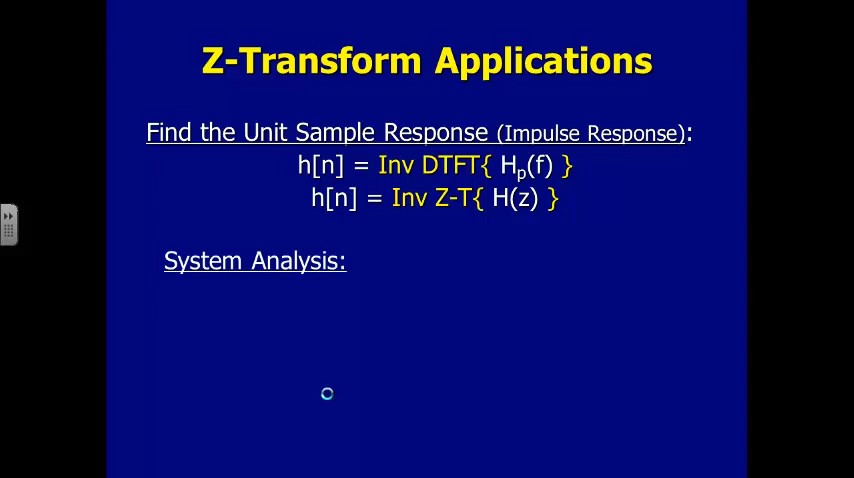 Z-Transform Applications
Find the Unit Sample Response (Impulse Response):
h[n] = Inv DTFT{ Hp(f) }
h[n] = Inv Z-T{ H(z) }
System Analysis: